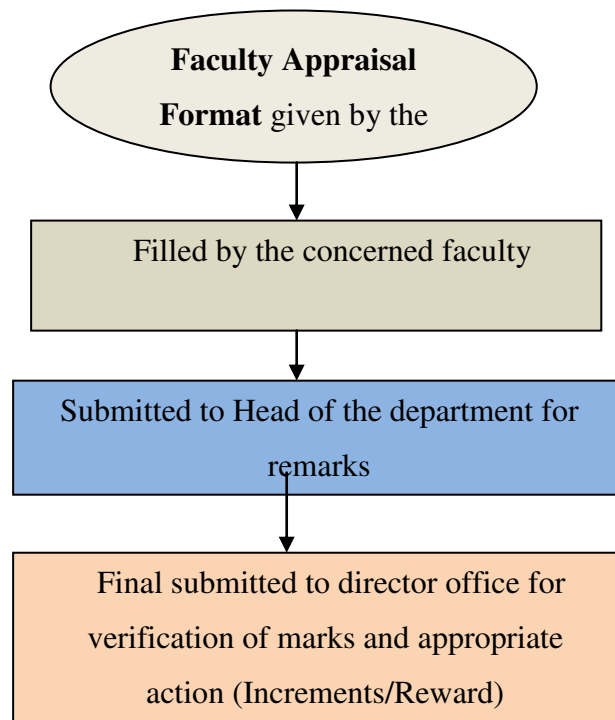 Faculty Appraisal
Format given by the
Filled by the concerned faculty
Submitted to Head of the department for
remarks
Final submitted to director office for
verification of marks and appropriate
action (Increments/Reward)